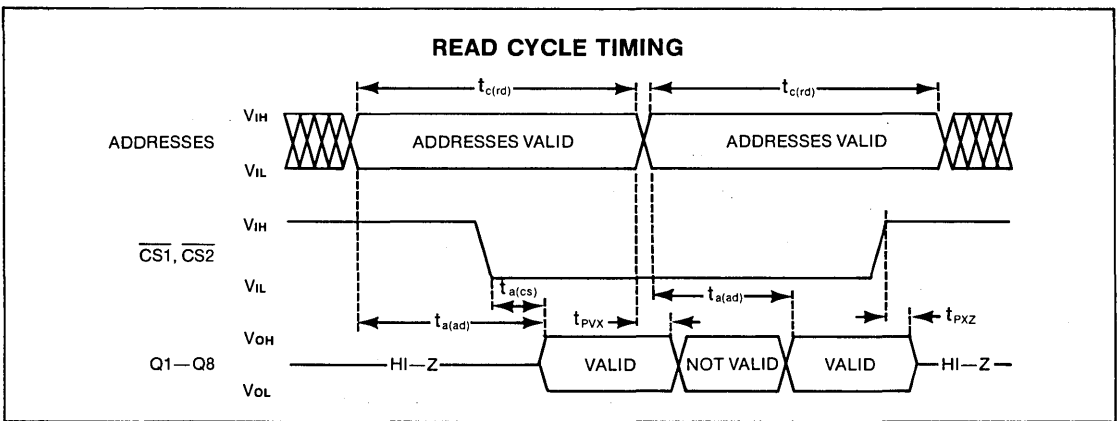 READ CYCLE TIMING
tc(rd) tc(rd)
VIH
ADDRESSES ADDRESSES VALID ADDRESSES VALID
VIL
VIH
CS1, CS2
VIL
ta(cs)
ta(ad) tPVX ta(ad) tPXZ
VOH
Q1—Q8 HI—Z VALID NOT VALID VALID HI—Z
VOL